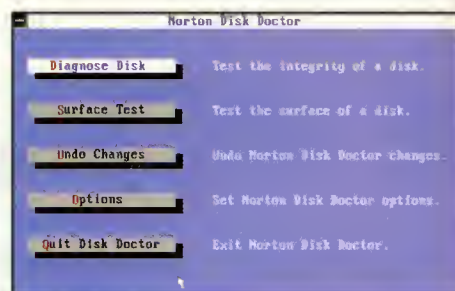 Norton Disk Doctor
Diagnose Disk Test the integrity of a disk.
Surface Test Test the surface of a disk.
Undo Changes Undo Norton Disk Doctor changes.
Options Set Norton Disk Doctor options.
Quit Disk Doctor Exit Norton Disk Doctor.